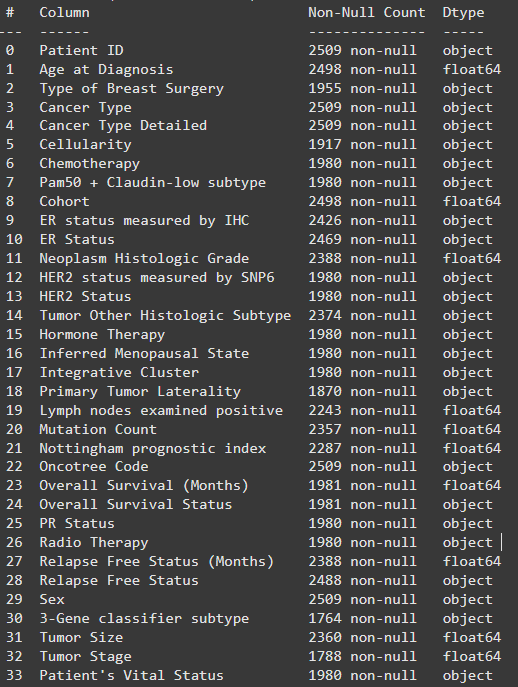 #   Column                         Non-Null Count  Dtype
---  ------                         --------------  -----
0   Patient ID                     2509 non-null   object
1   Age at Diagnosis               2498 non-null   float64
2   Type of Breast Surgery         1955 non-null   object
3   Cancer Type                    2509 non-null   object
4   Cancer Type Detailed           2509 non-null   object
5   Cellularity                    1917 non-null   object
6   Chemotherapy                   1980 non-null   object
7   Pam50 + Claudin-low subtype    1980 non-null   object
8   Cohort                         2498 non-null   float64
9   ER status measured by IHC      2426 non-null   object
10  ER Status                      2469 non-null   object
11  Neoplasm Histologic Grade      2388 non-null   float64
12  HER2 status measured by SNP6   1980 non-null   object
13  HER2 Status                    1980 non-null   object
14  Tumor Other Histologic Subtype 2374 non-null   object
15  Hormone Therapy                1980 non-null   object
16  Inferred Menopausal State      1980 non-null   object
17  Integrative Cluster            1980 non-null   object
18  Primary Tumor Laterality       1870 non-null   object
19  Lymph nodes examined positive  2243 non-null   float64
20  Mutation Count                 2357 non-null   float64
21  Nottingham prognostic index    2287 non-null   float64
22  Oncotree Code                  2509 non-null   object
23  Overall Survival (Months)      1981 non-null   float64
24  Overall Survival Status        1981 non-null   object
25  PR Status                      1980 non-null   object
26  Radio Therapy                  1980 non-null   object
27  Relapse Free Status (Months)   2388 non-null   float64
28  Relapse Free Status            2488 non-null   object
29  Sex                            2509 non-null   object
30  3-Gene classifier subtype      1764 non-null   object
31  Tumor Size                     2360 non-null   float64
32  Tumor Stage                    1788 non-null   float64
33  Patient's Vital Status         1980 non-null   object